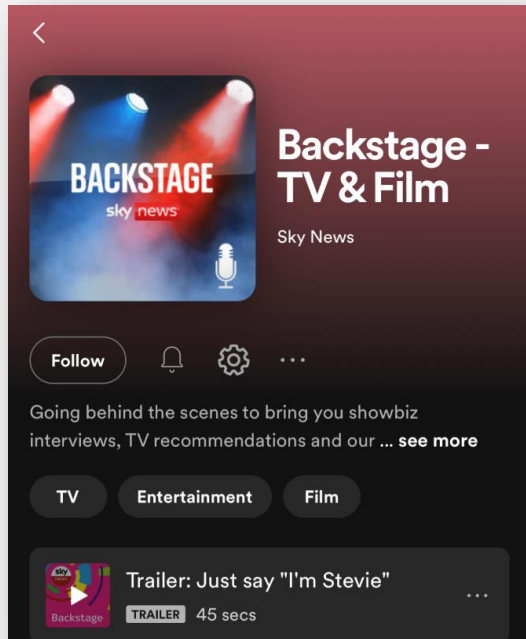 BACKSTAGE
sky news
Backstage -
TV & Film
Sky News
Follow
Going behind the scenes to bring you showbiz
interviews, TV recommendations and our ... see more
TV
Entertainment
Film
sky
news
Backstage
Trailer: Just say "I'm Stevie"
TRAILER
45 secs